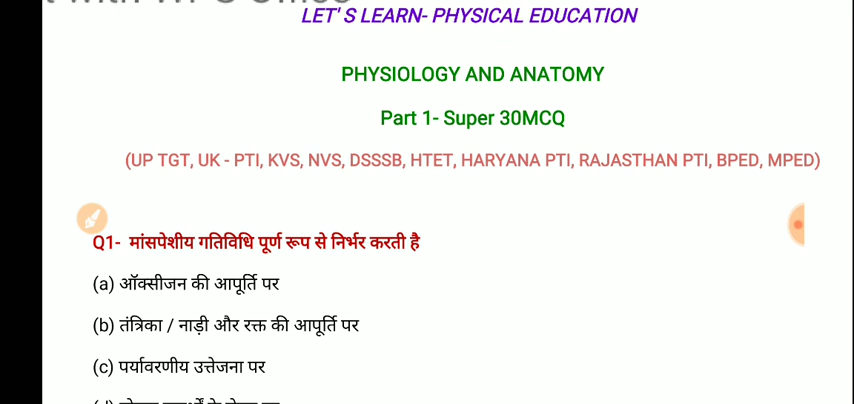 LET' S LEARN- PHYSICAL EDUCATION
PHYSIOLOGY AND ANATOMY
Part 1- Super 30MCQ
(UP TGT, UK - PTI, KVS, NVS, DSSSB, HTET, HARYANA PTI, RAJASTHAN PTI, BPED, MPED)
Q1- मांसपेशीय गतिविधि पूर्ण रूप से निर्भर करती है
(a) ऑक्सीजन की आपूर्ति पर
(b) तंत्रिका / नाड़ी और रक्त की आपूर्ति पर
(c) पर्यावरणीय उत्तेजना पर